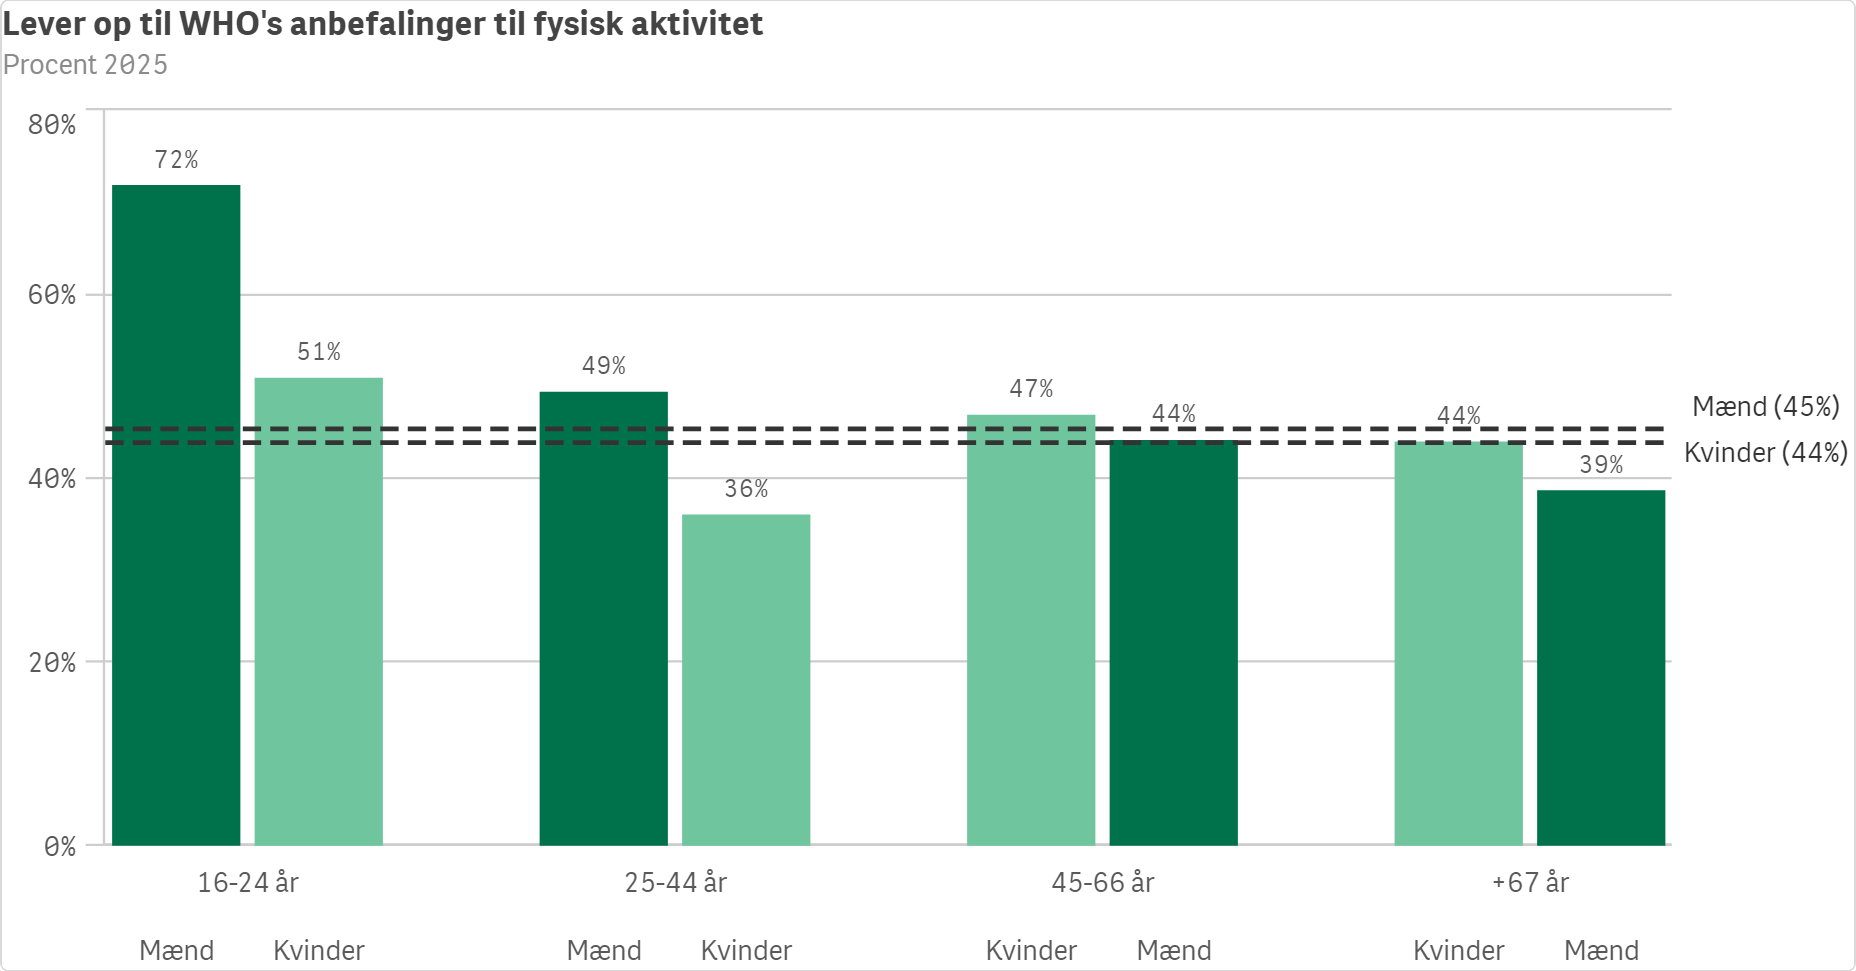 Lever op til WHO's anbefalinger til fysisk aktivitet
Procent 2025
80%
60%
40%
20%
0%
72%
51%
49%
36%
47%
44%
44%
39%
Mænd (45%)
Kvinder (44%)
16-24 år
25-44 år
45-66 år
+67 år
Mænd
Kvinder
Mænd
Kvinder
Kvinder
Mænd
Kvinder
Mænd